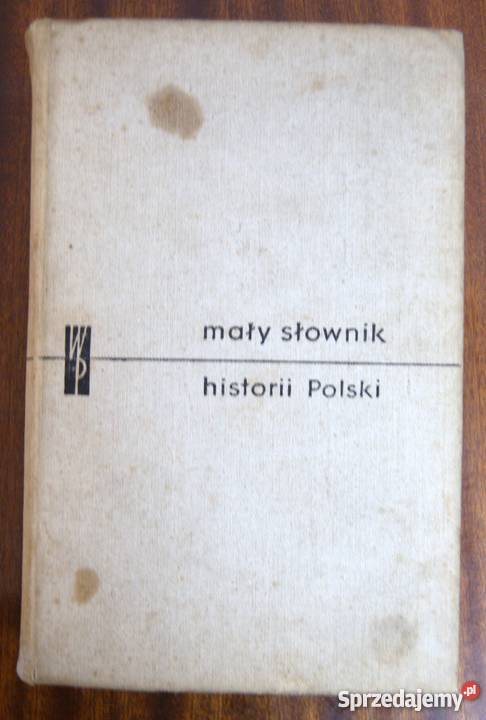 mały słownik
WP
historii Polski
Sprzedajemy.pl